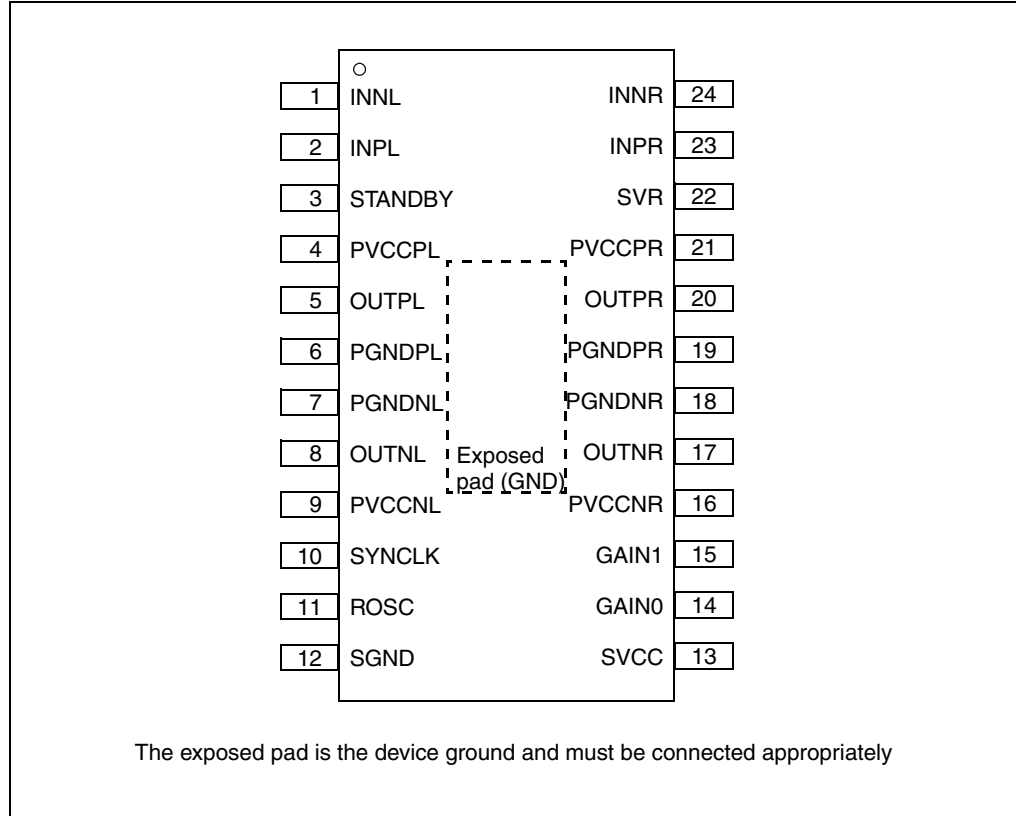 1 INNL INNR 24
2 INPL INPR 23
3 STANDBY SVR 22
4 PVCCPL PVCCPR 21
5 OUTPL OUTPR 20
6 PGNDPL PGNDPR 19
7 PGNDNL PGNDNR 18
8 OUTNL Exposed OUTNR 17
pad (GND)
9 PVCCNL PVCCNR 16
10 SYNCLK GAIN1 15
11 ROSC GAIN0 14
12 SGND SVCC 13
The exposed pad is the device ground and must be connected appropriately